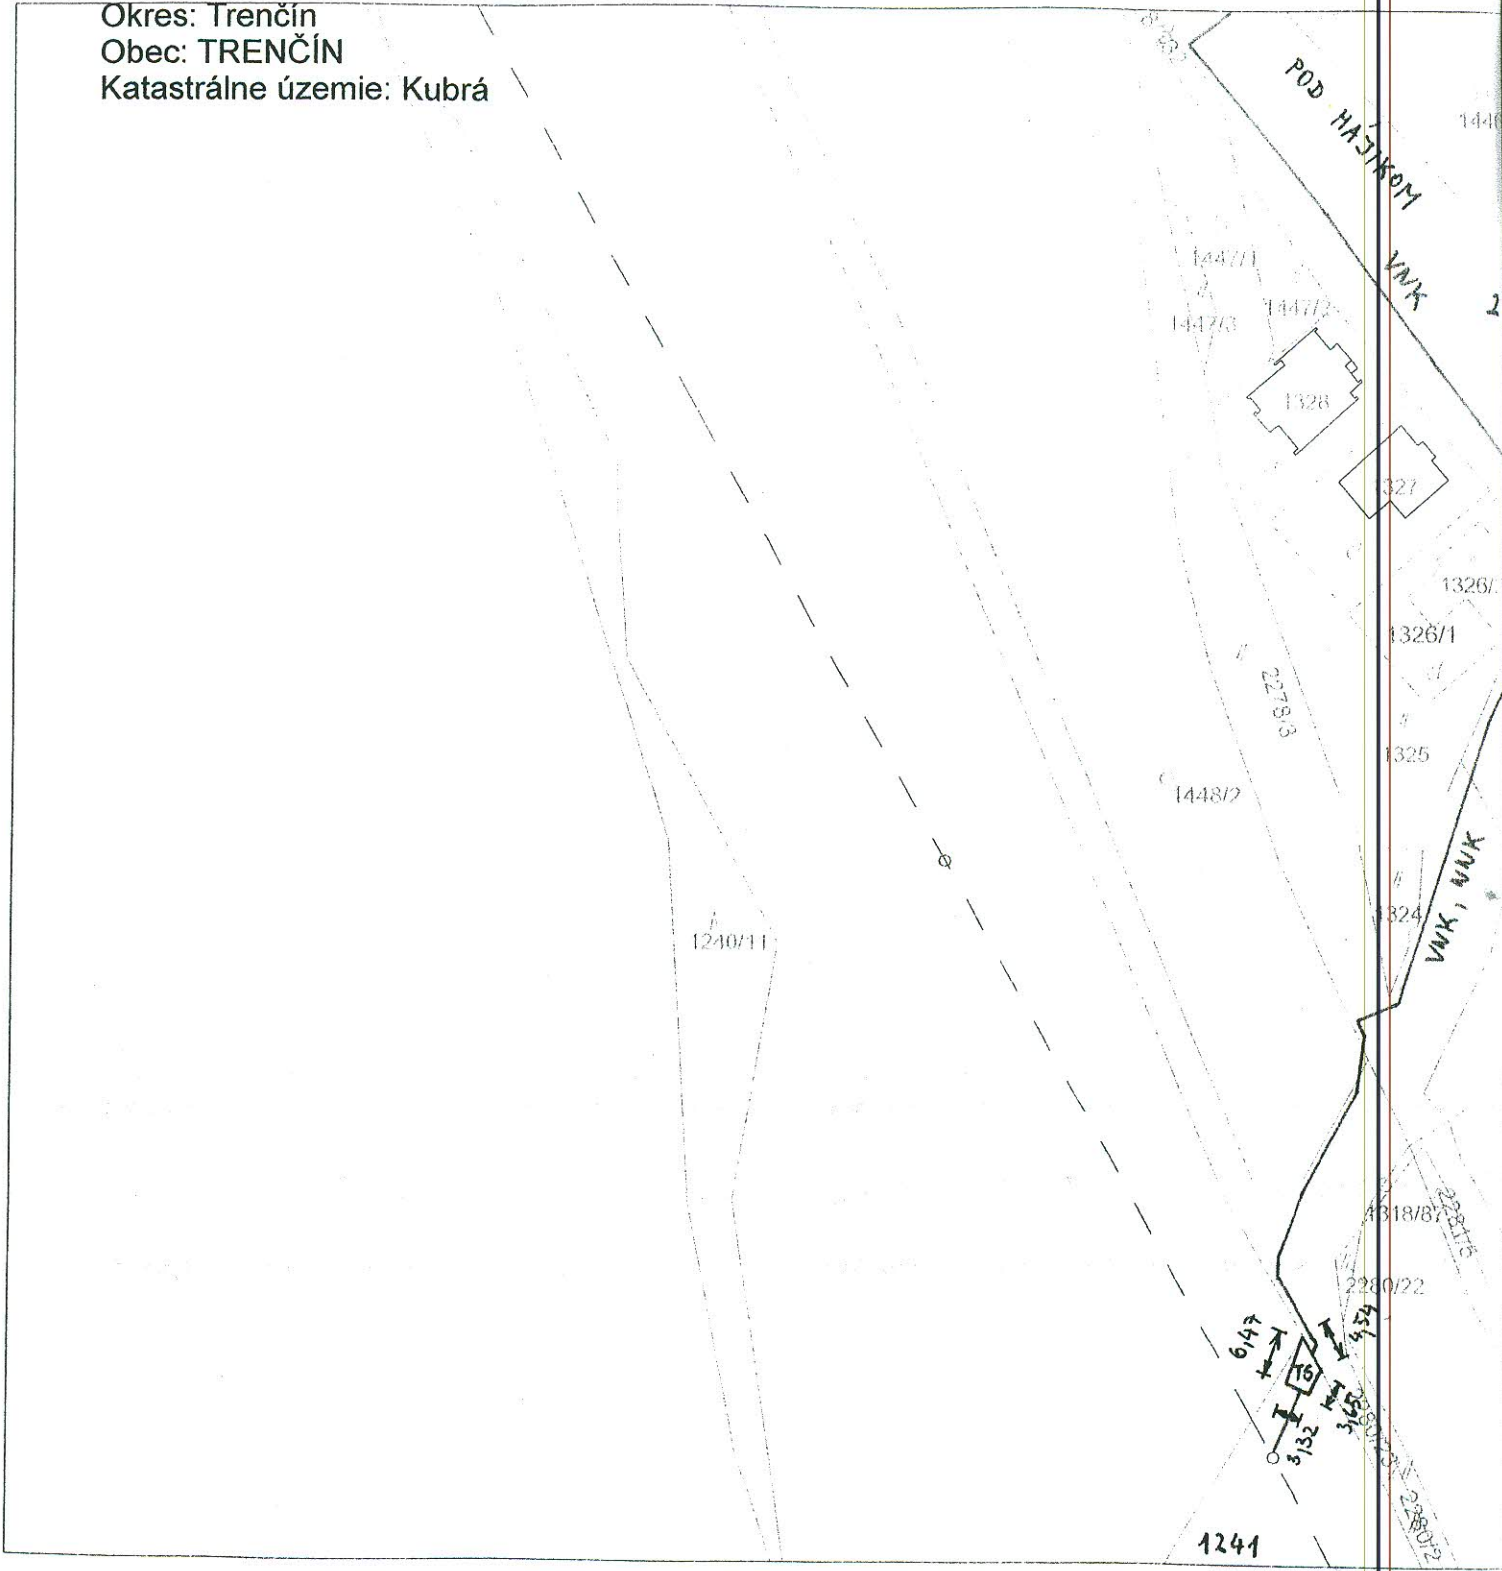 Okres: Trenčín
Obec: TRENČÍN
Katastrálne územie: Kubrá
POD HÁJIKOM
VNK
1447/1
1447/2
1447/3
1328
1327
1326/1
2278/3
1325
1448/2
1324
VNK, NNK
1240/11
1318/87
2280/22
6,47
4,54
TS
3,65
3,32
1241